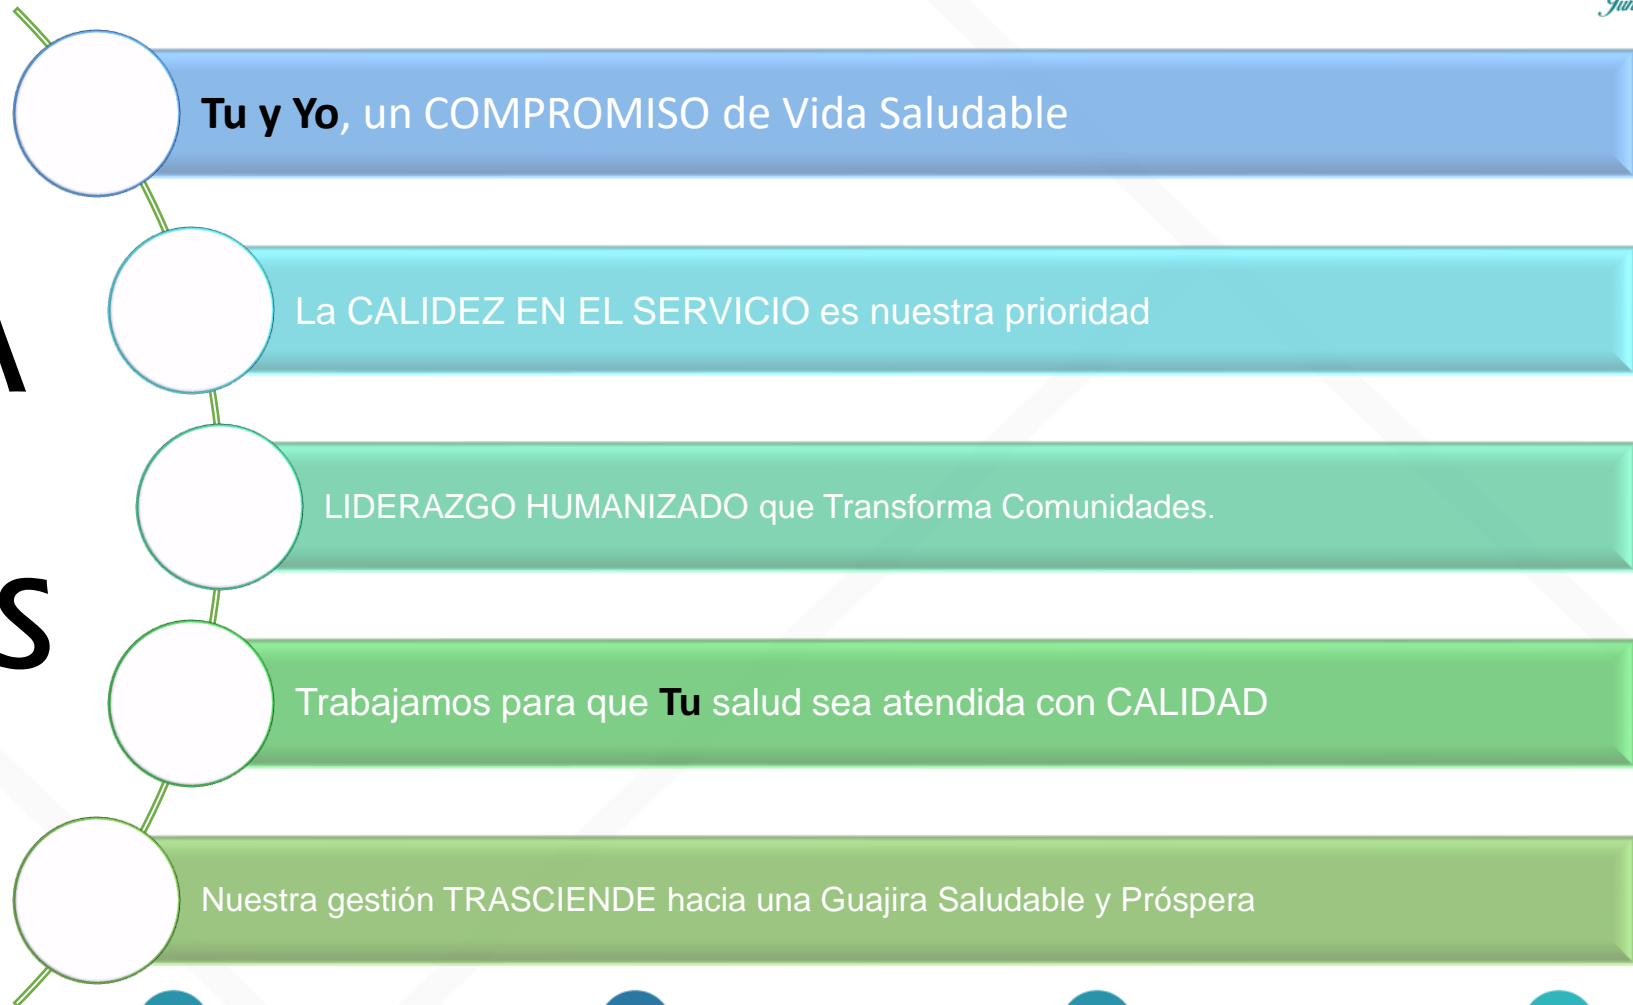 Tu y Yo, un COMPROMISO de Vida Saludable
La CALIDEZ EN EL SERVICIO es nuestra prioridad
LIDERAZGO HUMANIZADO que Transforma Comunidades.
Trabajamos para que Tu salud sea atendida con CALIDAD
Nuestra gestión TRASCIENDE hacia una Guajira Saludable y Próspera